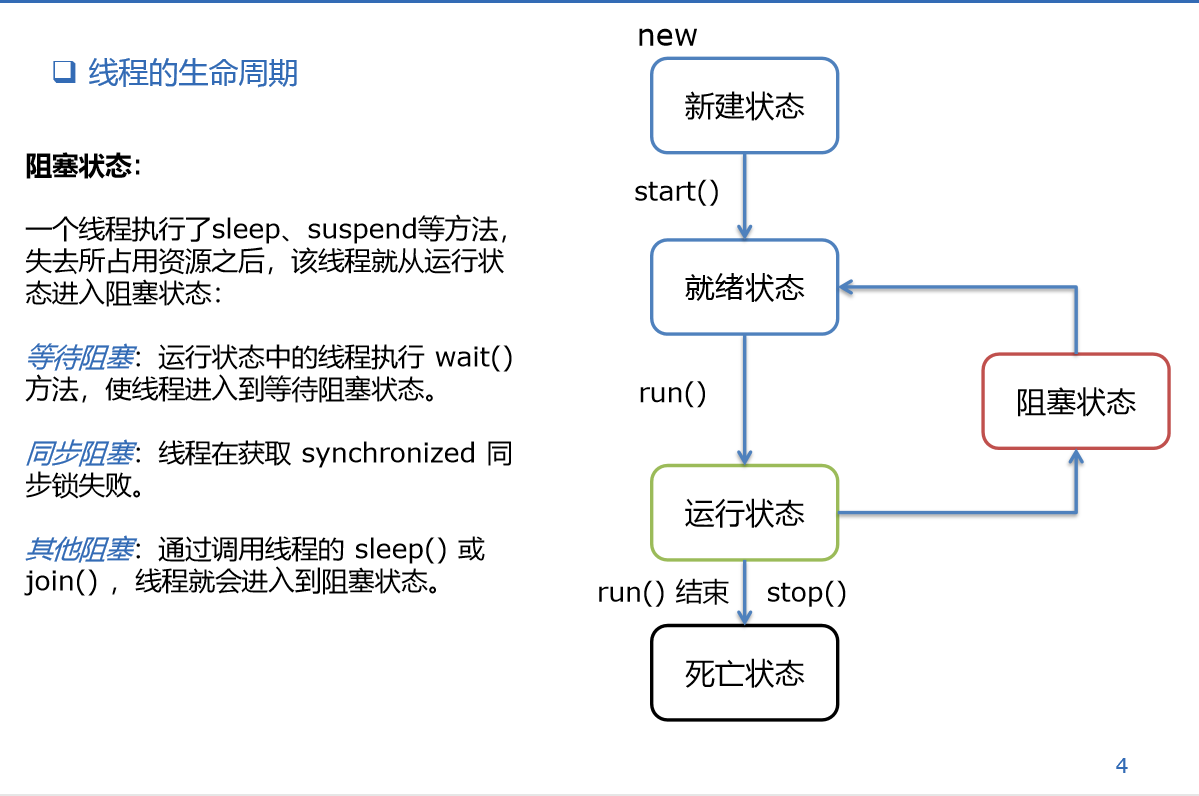 线程的生命周期
阻塞状态：
一个线程执行了sleep、suspend等方法，
失去所占用资源之后，该线程就从运行状
态进入阻塞状态：
等待阻塞：运行状态中的线程执行 wait()
方法，使线程进入到等待阻塞状态。
同步阻塞：线程在获取 synchronized 同
步锁失败。
其他阻塞：通过调用线程的 sleep() 或
join() ，线程就会进入到阻塞状态。
new
新建状态
start()
就绪状态
run()
阻塞状态
运行状态
run() 结束
stop()
死亡状态
4